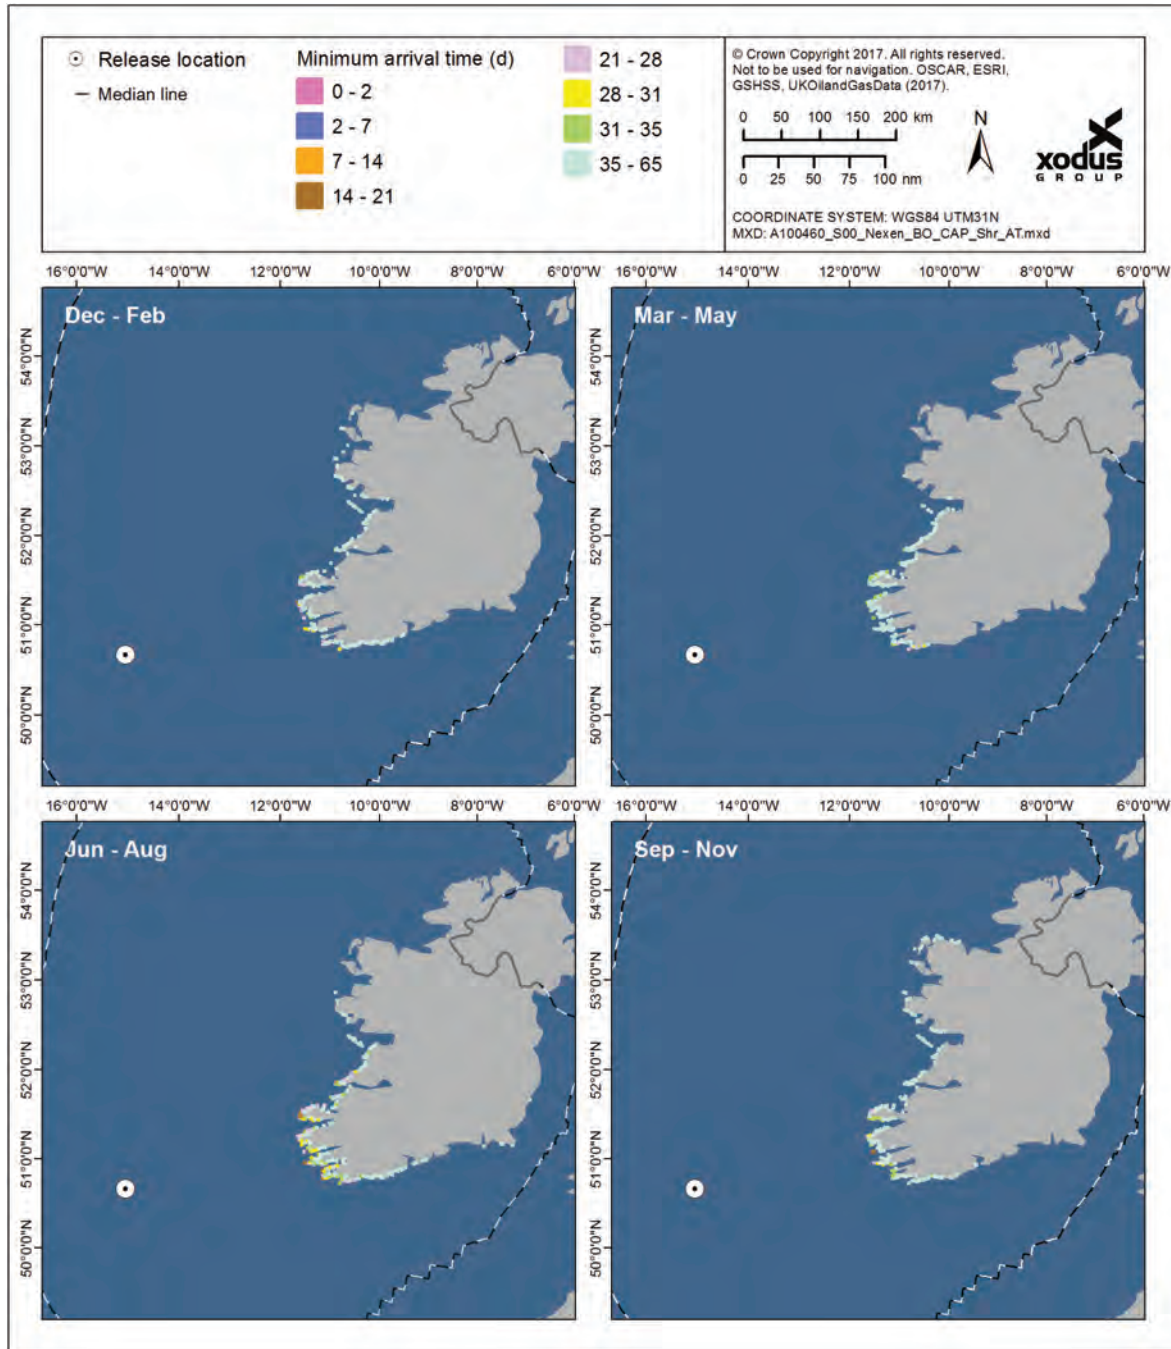 Release location
Median line
Minimum arrival time (d)
0 - 2
2 - 7
7 - 14
14 - 21
21 - 28
28 - 31
31 - 35
35 - 65
© Crown Copyright 2017. All rights reserved.
Not to be used for navigation. OSCAR, ESRI,
GSHSS, UKOilandGasData (2017).
0 50 100 150 200 km
0 25 50 75 100 nm
N
xodus
GROUP
COORDINATE SYSTEM: WGS84 UTM31N
MXD: A100460_S00_Nexen_BO_CAP_Shr_AT.mxd
16°0'0"W 14°0'0"W 12°0'0"W 10°0'0"W 8°0'0"W 6°0'0"W
16°0'0"W 14°0'0"W 12°0'0"W 10°0'0"W 8°0'0"W 6°0'0"W
Dec - Feb
54°0'0"N
53°0'0"N
52°0'0"N
51°0'0"N
50°0'0"N
Mar - May
54°0'0"N
53°0'0"N
52°0'0"N
51°0'0"N
50°0'0"N
16°0'0"W 14°0'0"W 12°0'0"W 10°0'0"W 8°0'0"W 6°0'0"W
16°0'0"W 14°0'0"W 12°0'0"W 10°0'0"W 8°0'0"W 6°0'0"W
Jun - Aug
54°0'0"N
53°0'0"N
52°0'0"N
51°0'0"N
50°0'0"N
Sep - Nov
54°0'0"N
53°0'0"N
52°0'0"N
51°0'0"N
50°0'0"N